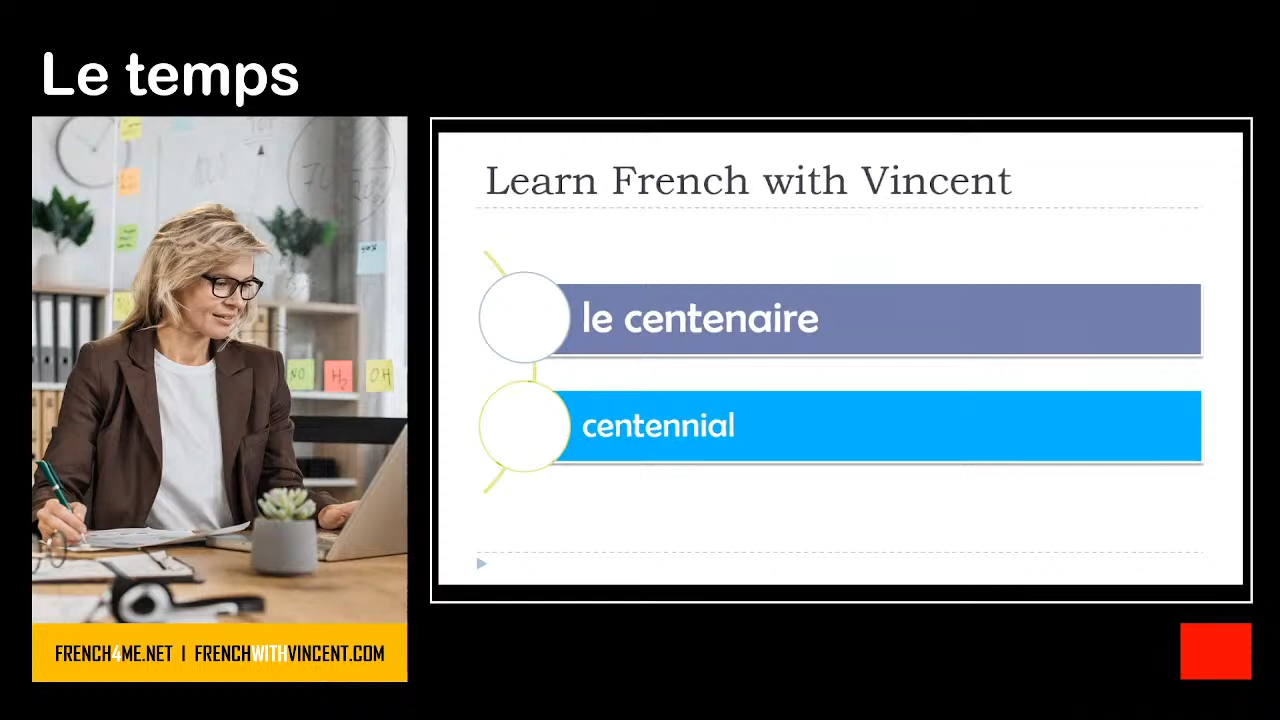 Le temps
Learn French with Vincent
le centenaire
centennial
NO
H₂
OH
FRENCH4ME.NET I FRENCHWITHVINCENT.COM